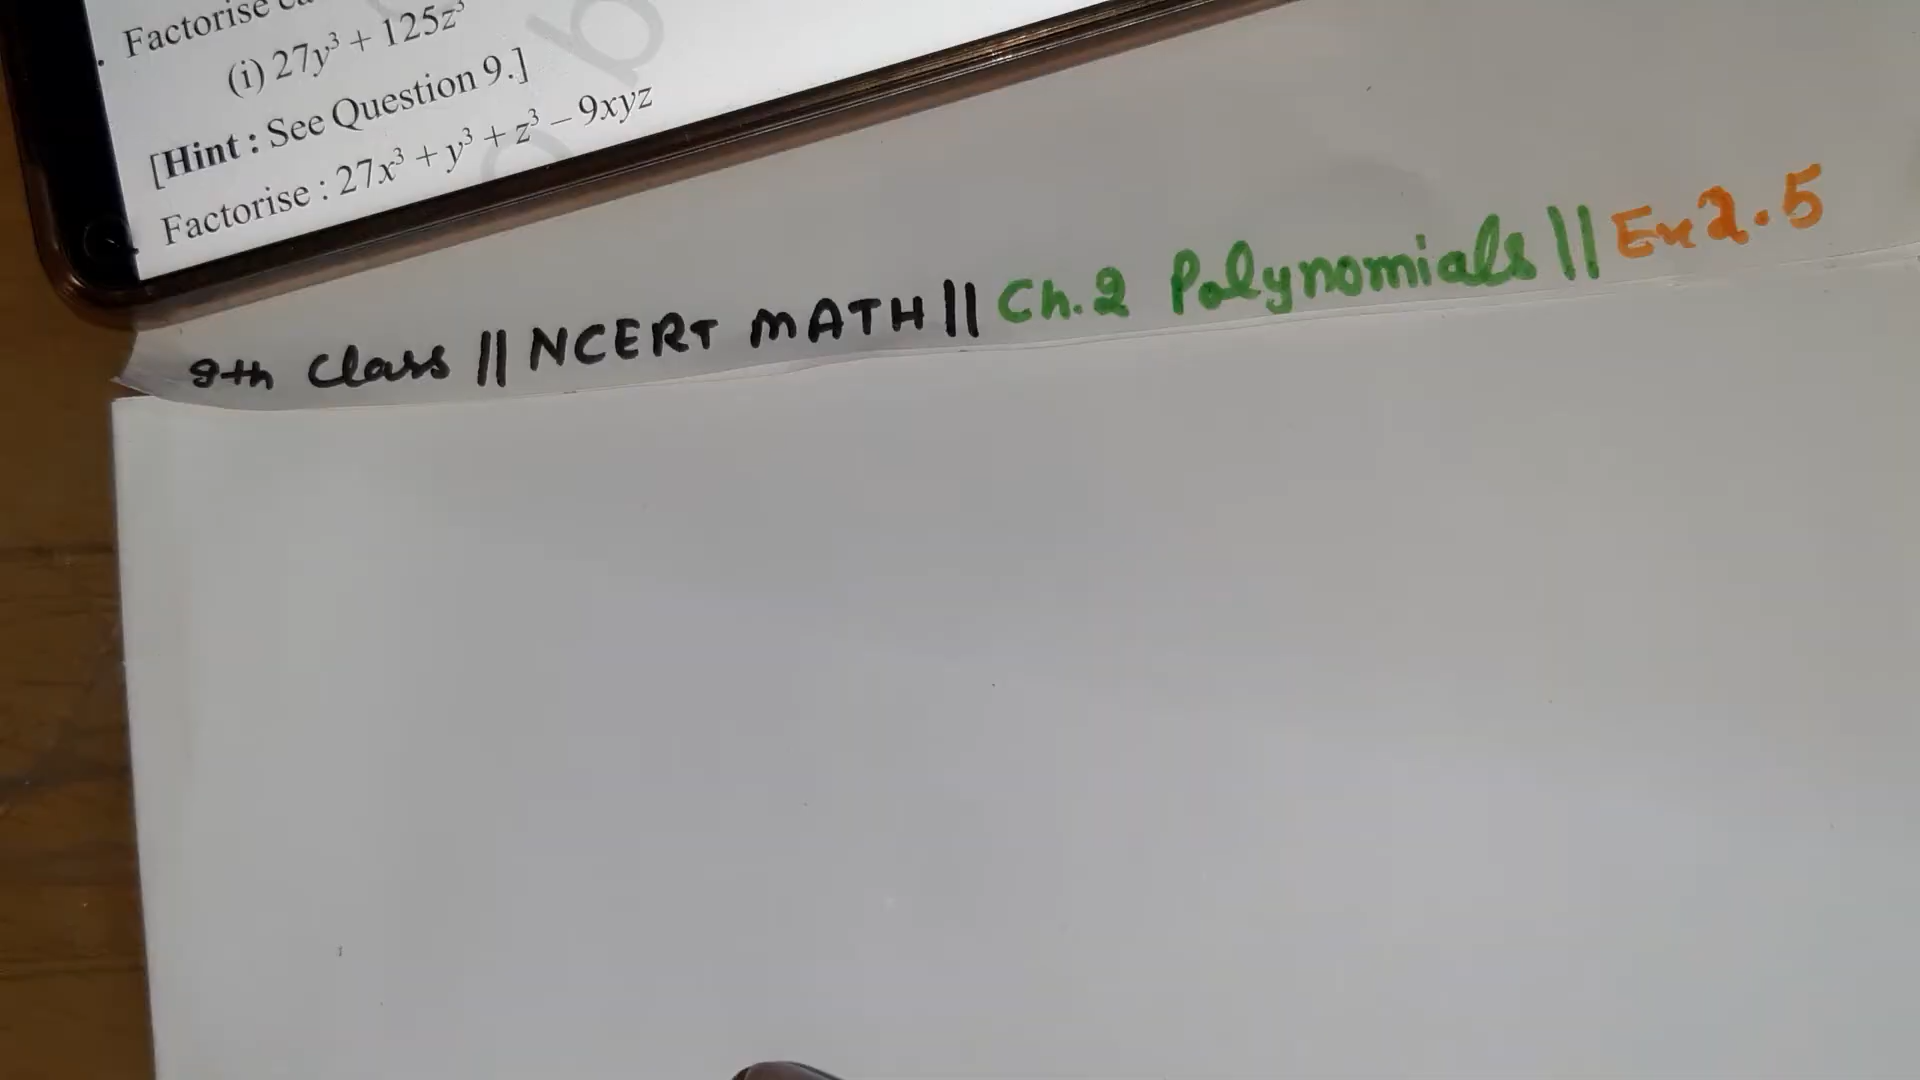 Factorise
(i) 27y³ + 125z³
[Hint : See Question 9.]
Factorise : 27x³ + y³ + z³ – 9xyz
9th Class || NCERT MATH || Ch.2 Polynomials || Ex 2.5